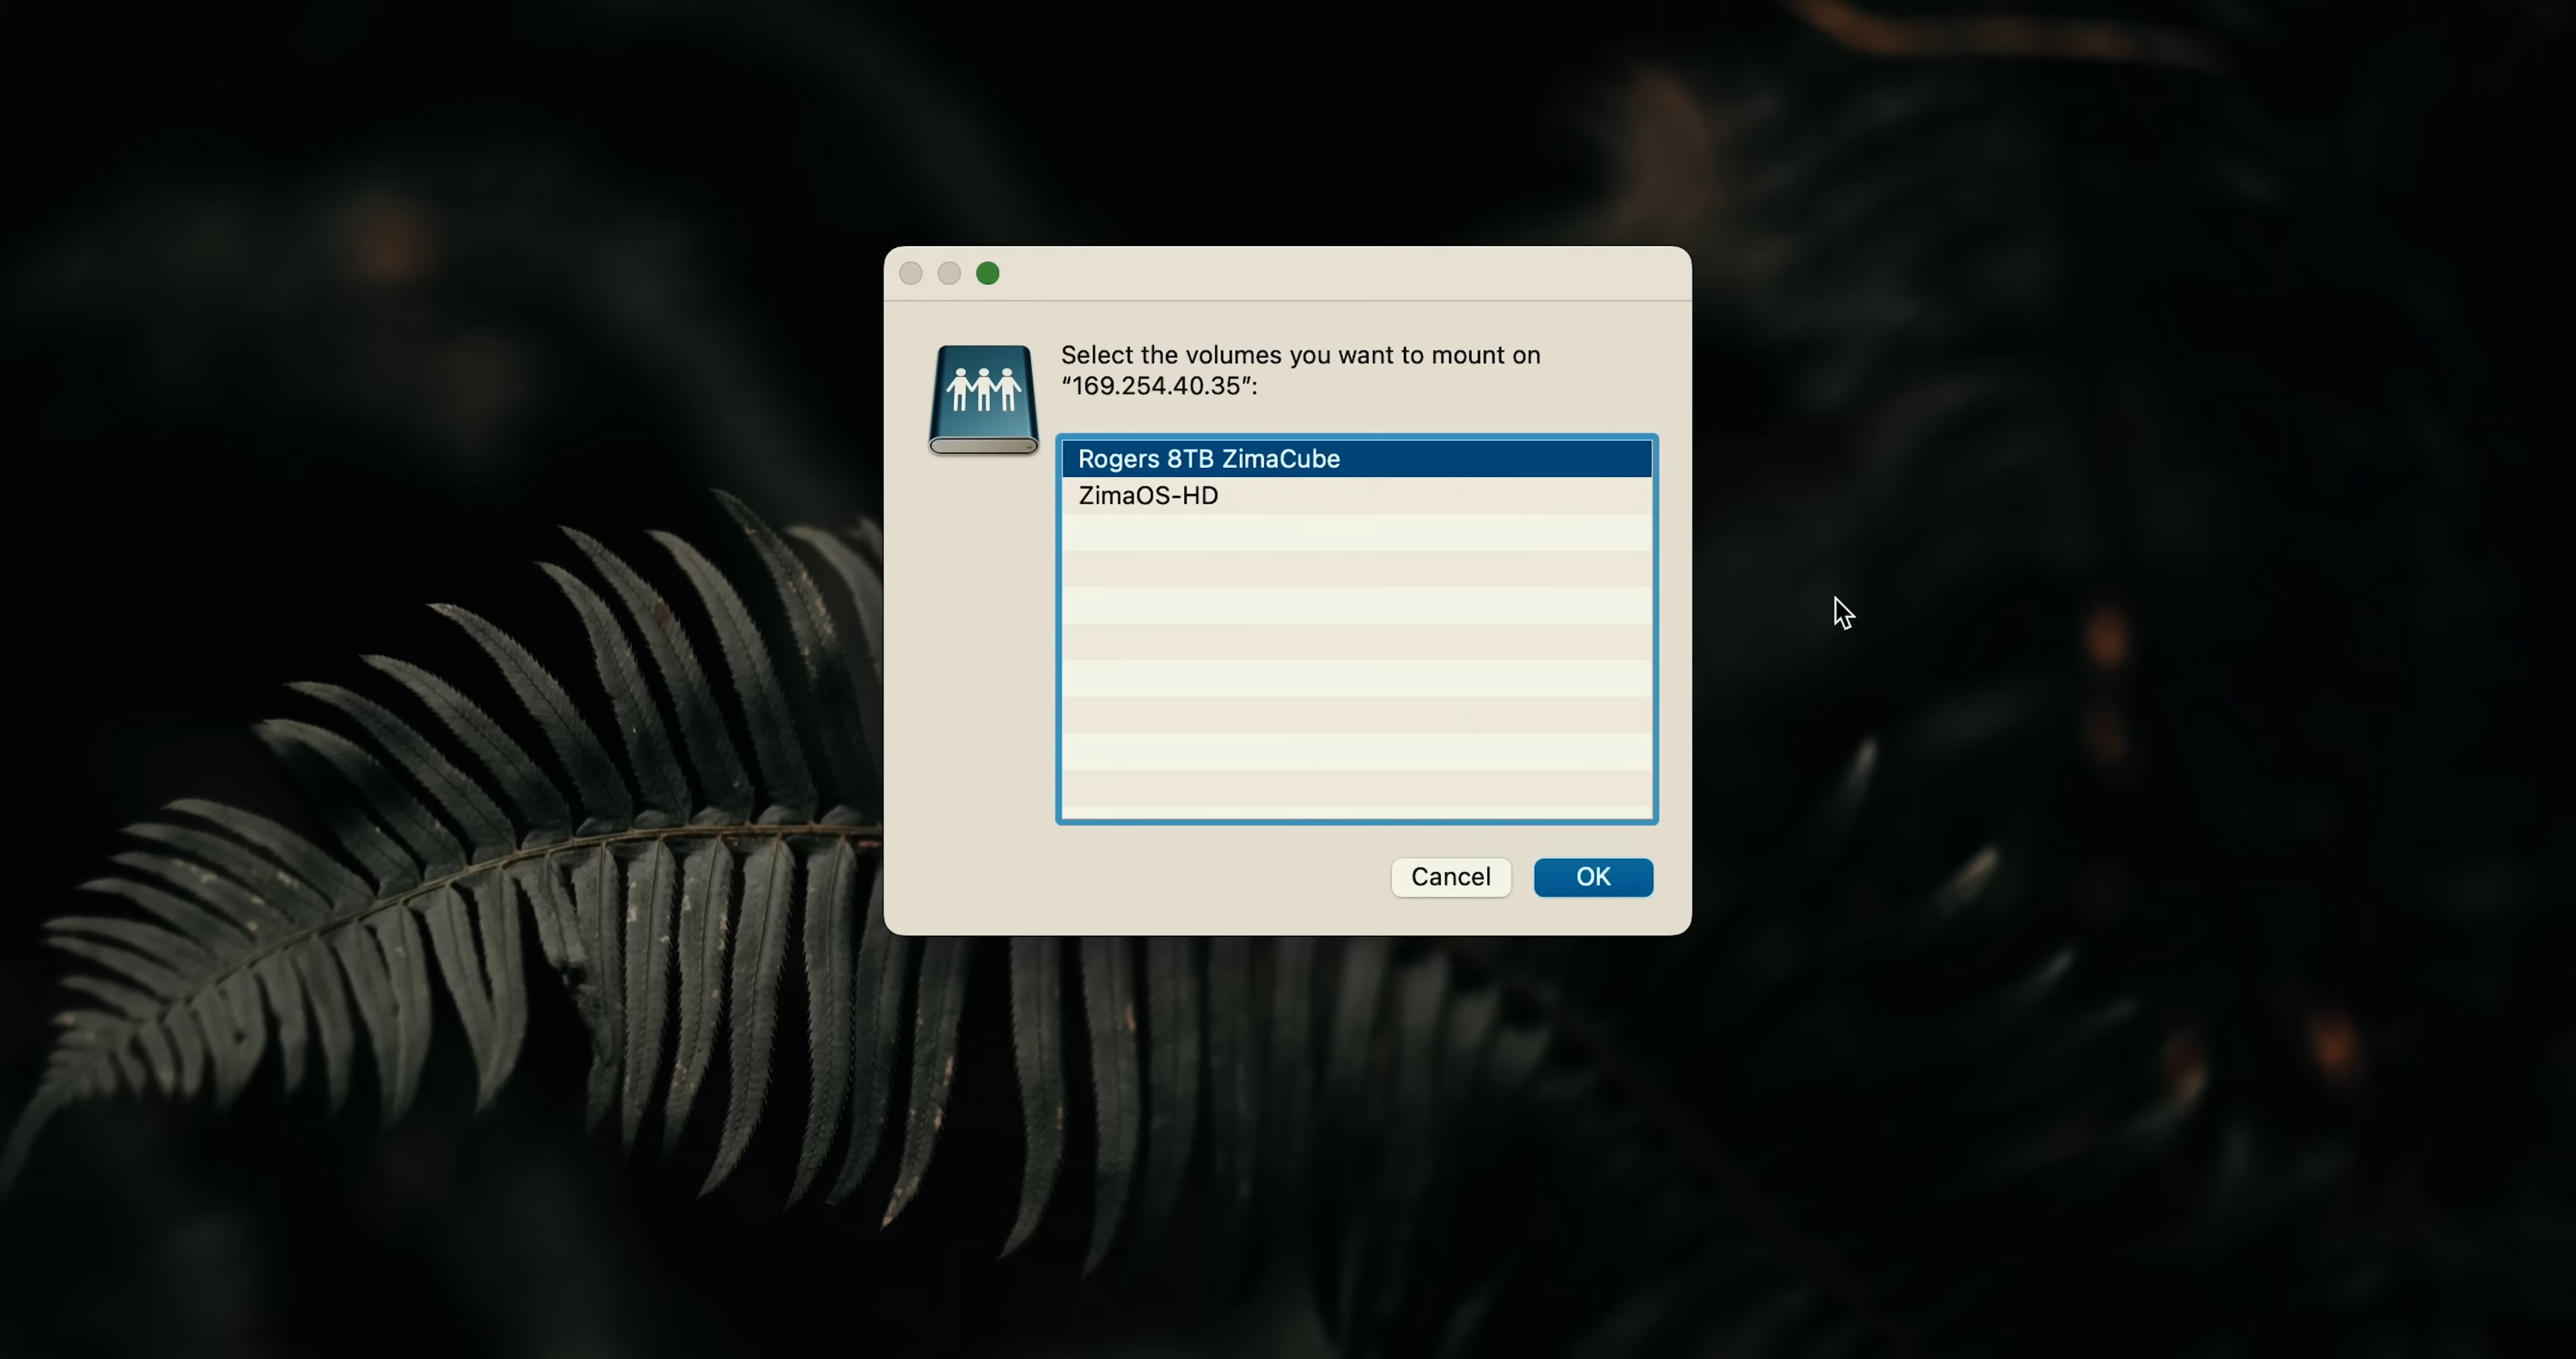 Select the volumes you want to mount on
“169.254.40.35”:
Rogers 8TB ZimaCube
ZimaOS-HD
Cancel
OK